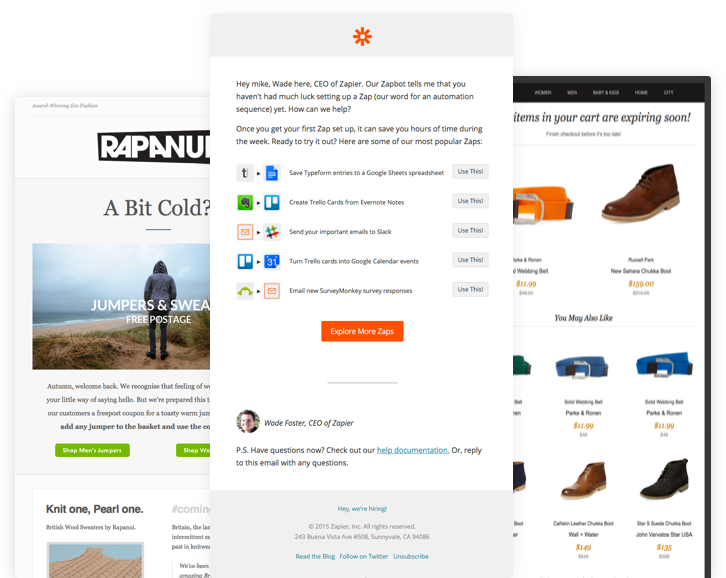 Award-Winning Eco Fashion
RAPANUI
A Bit Cold?
JUMPERS & SWEA
FREE POSTAGE
Autumn, welcome back. We recognise that feeling of we
your little way of saying hello. But we're prepared this t
our customers a freepost coupon for a toasty warm jum
add any jumper to the basket and use the co
Shop Men's Jumpers
Shop Wo
Knit one, Pearl one.
British Wool Sweaters by Rapanui.
#coming
Britain, the las
intermittent se
past in knitwea
We've been
amazing Br
Hey mike, Wade here, CEO of Zapier. Our Zapbot tells me that you
haven't had much luck setting up a Zap (our word for an automation
sequence) yet. How can we help?
Once you get your first Zap set up, it can save you hours of time during
the week. Ready to try it out? Here are some of our most popular Zaps:
Save Typeform entries to a Google Sheets spreadsheet
Use This!
Create Trello Cards from Evernote Notes
Use This!
Send your important emails to Slack
Use This!
31
Turn Trello cards into Google Calendar events
Use This!
Email new SurveyMonkey survey responses
Use This!
Explore More Zaps
Wade Foster, CEO of Zapier
P.S. Have questions now? Check out our help documentation. Or, reply
to this email with any questions.
Hey, we're hiring!
© 2015 Zapier, Inc. All rights reserved.
243 Buena Vista Ave #508, Sunnyvale, CA 94086
Read the Blog Follow on Twitter Unsubscribe
WOMEN MEN BABY & KIDS HOME CITY
items in your cart are expiring soon!
Finish checkout before it's too late!
Parke & Ronen
d Webbing Belt
$11.99
$48.00
Russell Park
New Sahara Chukka Boot
$159.00
$210.00
You May Also Like
Solid Webbing Belt
Parke & Ronen
$11.99
$48
Solid Webbing Belt
Parke & Ronen
$11.99
$48
Calfskin Leather Chukka Boot
Wall + Water
$149
Star S Suede Chukka Boot
John Varvatos Star USA
$135